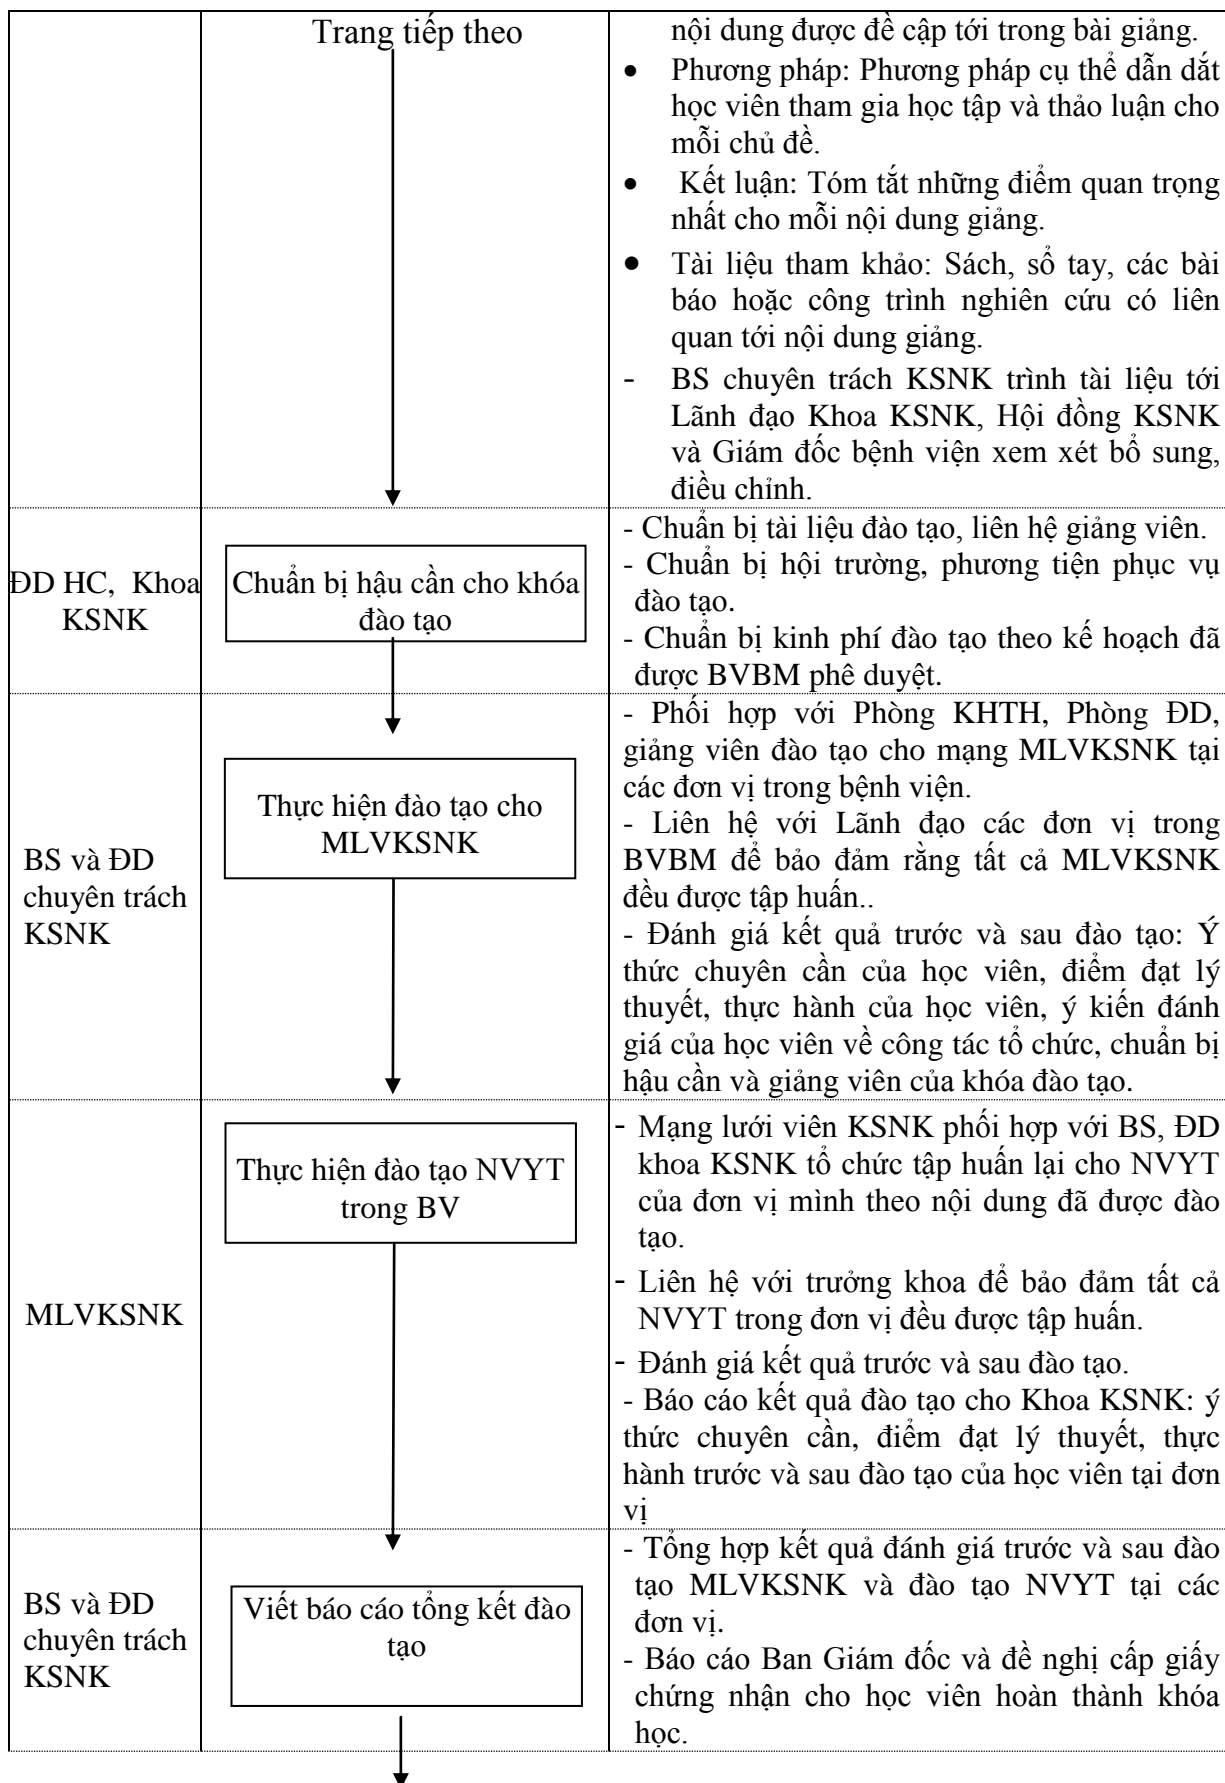 Trang tiếp theo
nội dung được đề cập tới trong bài giảng.
• Phương pháp: Phương pháp cụ thể dẫn dắt
học viên tham gia học tập và thảo luận cho
mỗi chủ đề.
• Kết luận: Tóm tắt những điểm quan trọng
nhất cho mỗi nội dung giảng.
• Tài liệu tham khảo: Sách, sổ tay, các bài
báo hoặc công trình nghiên cứu có liên
quan tới nội dung giảng.
- BS chuyên trách KSNK trình tài liệu tới
Lãnh đạo Khoa KSNK, Hội đồng KSNK
và Giám đốc bệnh viện xem xét bổ sung,
điều chỉnh.
ĐD HC, Khoa
KSNK
Chuẩn bị hậu cần cho khóa
đào tạo
- Chuẩn bị tài liệu đào tạo, liên hệ giảng viên.
- Chuẩn bị hội trường, phương tiện phục vụ
đào tạo.
- Chuẩn bị kinh phí đào tạo theo kế hoạch đã
được BVBM phê duyệt.
BS và ĐD
chuyên trách
KSNK
Thực hiện đào tạo cho
MLVKSNK
- Phối hợp với Phòng KHTH, Phòng ĐD,
giảng viên đào tạo cho mạng MLVKSNK tại
các đơn vị trong bệnh viện.
- Liên hệ với Lãnh đạo các đơn vị trong
BVBM để bảo đảm rằng tất cả MLVKSNK
đều được tập huấn..
- Đánh giá kết quả trước và sau đào tạo: Ý
thức chuyên cần của học viên, điểm đạt lý
thuyết, thực hành của học viên, ý kiến đánh
giá của học viên về công tác tổ chức, chuẩn bị
hậu cần và giảng viên của khóa đào tạo.
MLVKSNK
Thực hiện đào tạo NVYT
trong BV
- Mạng lưới viên KSNK phối hợp với BS, ĐD
khoa KSNK tổ chức tập huấn lại cho NVYT
của đơn vị mình theo nội dung đã được đào
tạo.
- Liên hệ với trưởng khoa để bảo đảm tất cả
NVYT trong đơn vị đều được tập huấn.
- Đánh giá kết quả trước và sau đào tạo.
- Báo cáo kết quả đào tạo cho Khoa KSNK: ý
thức chuyên cần, điểm đạt lý thuyết, thực
hành trước và sau đào tạo của học viên tại đơn
vị
BS và ĐD
chuyên trách
KSNK
Viết báo cáo tổng kết đào
tạo
- Tổng hợp kết quả đánh giá trước và sau đào
tạo MLVKSNK và đào tạo NVYT tại các
đơn vị.
- Báo cáo Ban Giám đốc và đề nghị cấp giấy
chứng nhận cho học viên hoàn thành khóa
học.